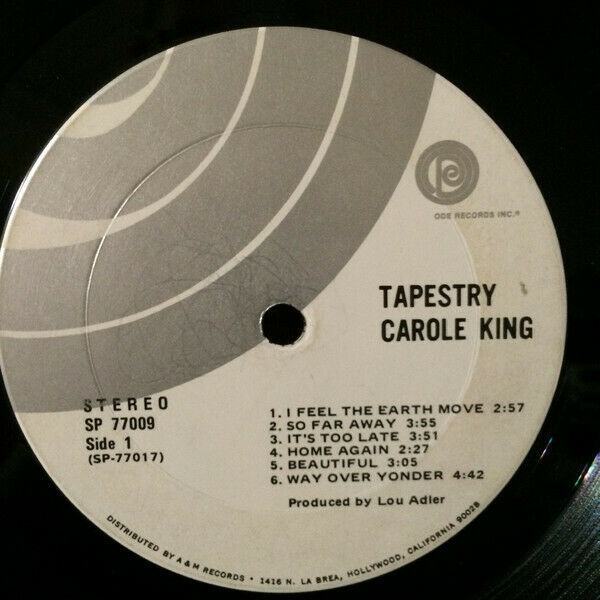 ODE RECORDS INC.®
TAPESTRY
CAROLE KING
STEREO
SP 77009
Side 1
(SP-77017)
1. I FEEL THE EARTH MOVE 2:57
2. SO FAR AWAY 3:55
3. IT'S TOO LATE 3:51
4. HOME AGAIN 2:27
5. BEAUTIFUL 3:05
6. WAY OVER YONDER 4:42
Produced by Lou Adler
DISTRIBUTED BY A & M RECORDS • 1416 N. LA BREA, HOLLYWOOD, CALIFORNIA 90028